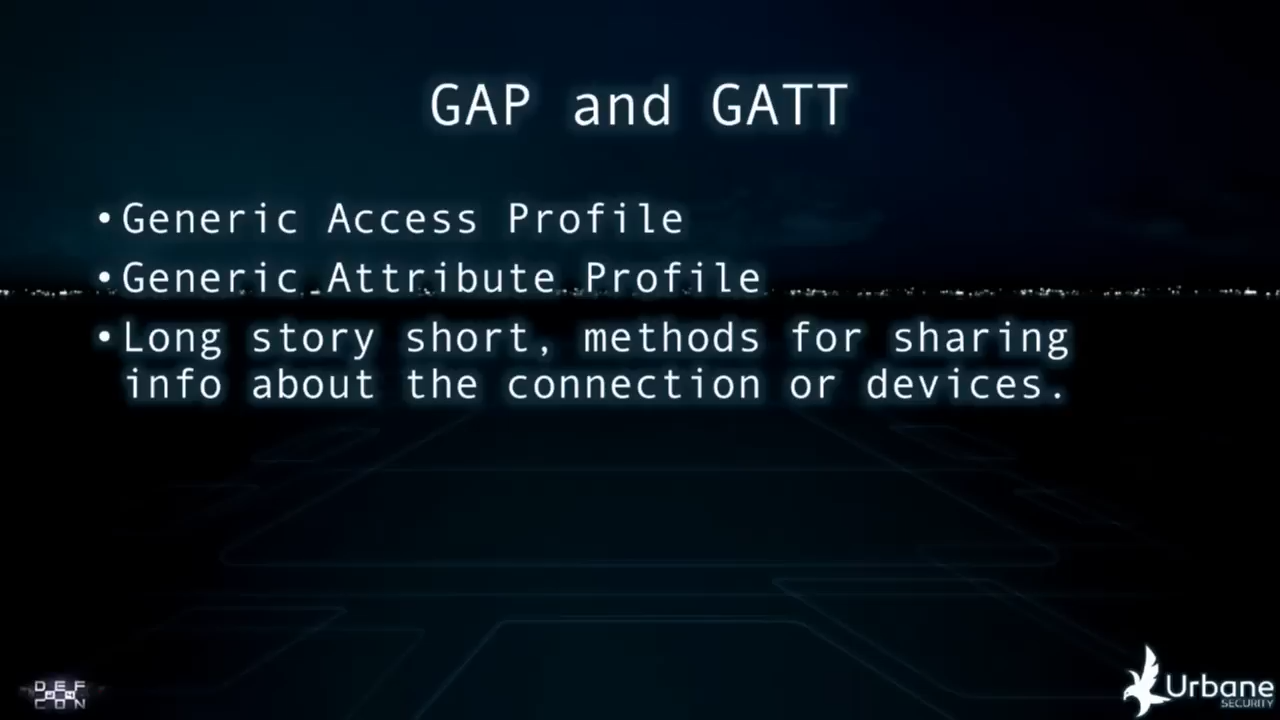 GAP and GATT
•Generic Access Profile
•Generic Attribute Profile
•Long story short, methods for sharing
info about the connection or devices.
DEF
CON
Urbane
SECURITY